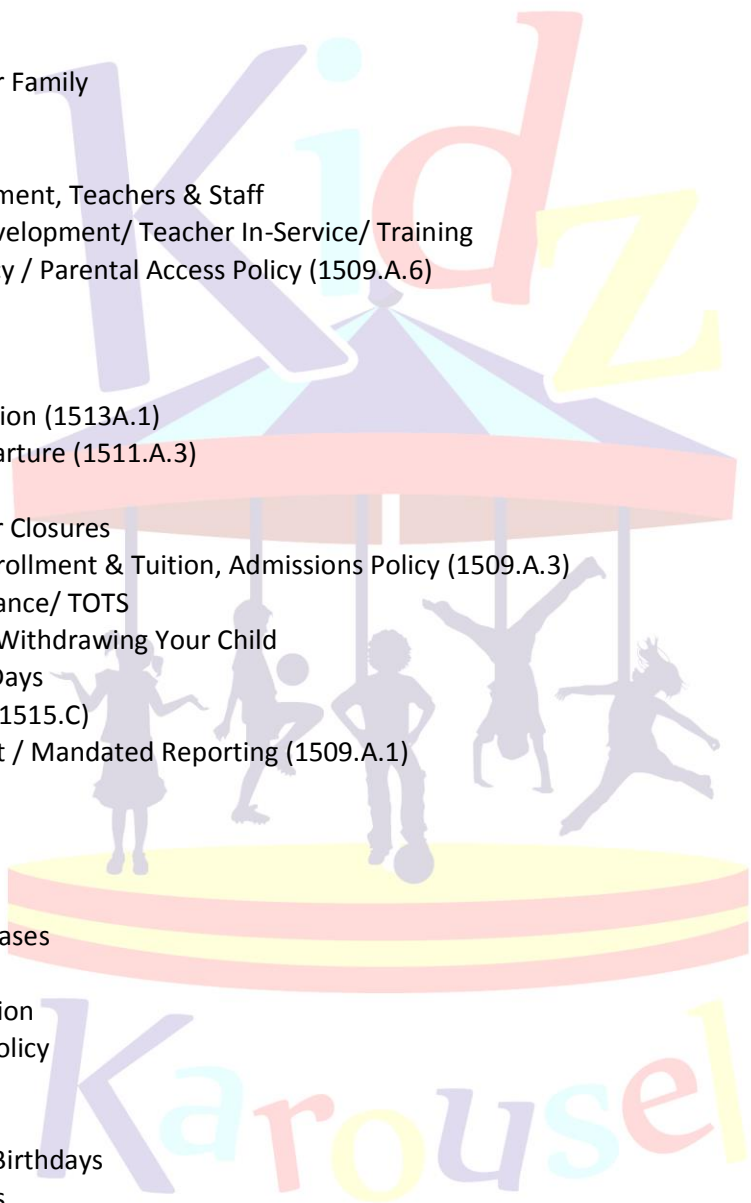 Kidz
r Family
ment, Teachers & Staff
velopment/ Teacher In-Service/ Training
cy / Parental Access Policy (1509.A.6)
ion (1513A.1)
arture (1511.A.3)
r Closures
rollment & Tuition, Admissions Policy (1509.A.3)
ance/ TOTS
Withdrawing Your Child
Days
1515.C)
t / Mandated Reporting (1509.A.1)
ases
ion
olicy
Karousel
Birthdays
s